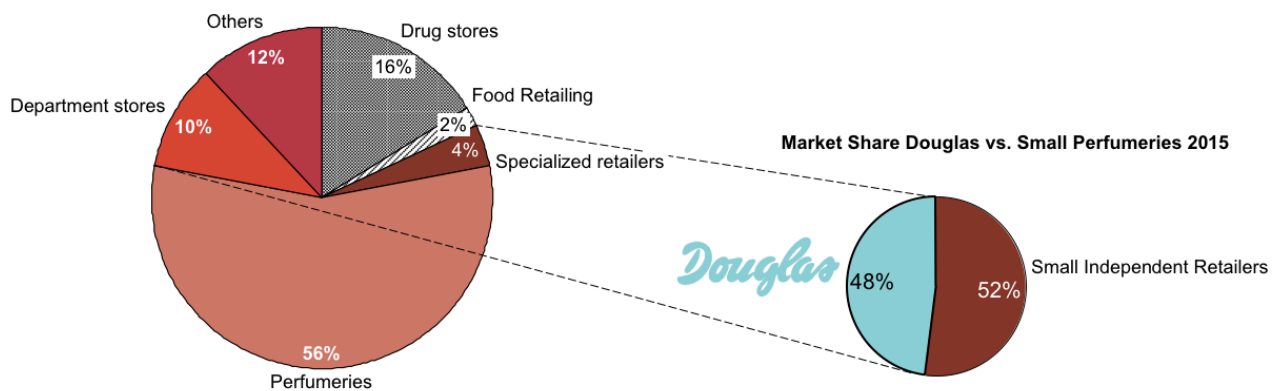 Others
12%
Drug stores
16%
Department stores
10%
Food Retailing
2%
4%
Specialized retailers
56%
Perfumeries
Market Share Douglas vs. Small Perfumeries 2015
Douglas
48%
52%
Small Independent Retailers